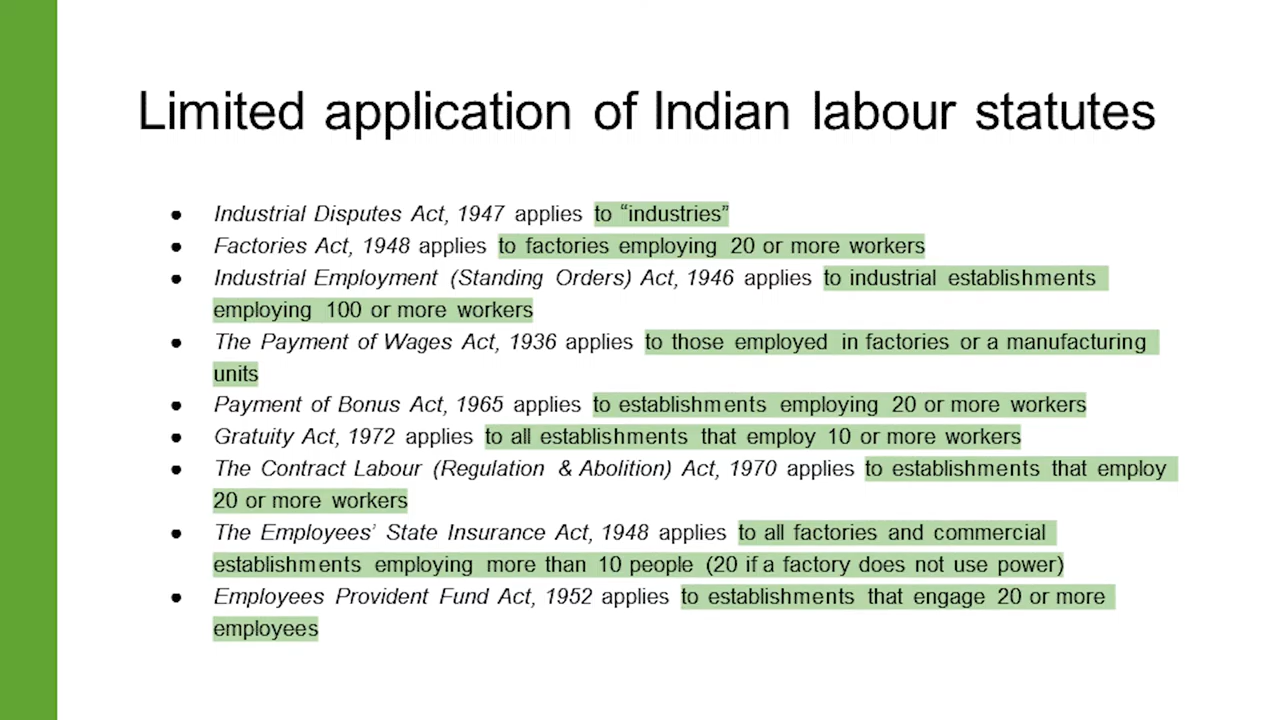 Limited application of Indian labour statutes
● Industrial Disputes Act, 1947 applies to “industries”
● Factories Act, 1948 applies to factories employing 20 or more workers
● Industrial Employment (Standing Orders) Act, 1946 applies to industrial establishments
employing 100 or more workers
● The Payment of Wages Act, 1936 applies to those employed in factories or a manufacturing
units
● Payment of Bonus Act, 1965 applies to establishments employing 20 or more workers
● Gratuity Act, 1972 applies to all establishments that employ 10 or more workers
● The Contract Labour (Regulation & Abolition) Act, 1970 applies to establishments that employ
20 or more workers
● The Employees’ State Insurance Act, 1948 applies to all factories and commercial
establishments employing more than 10 people (20 if a factory does not use power)
● Employees Provident Fund Act, 1952 applies to establishments that engage 20 or more
employees